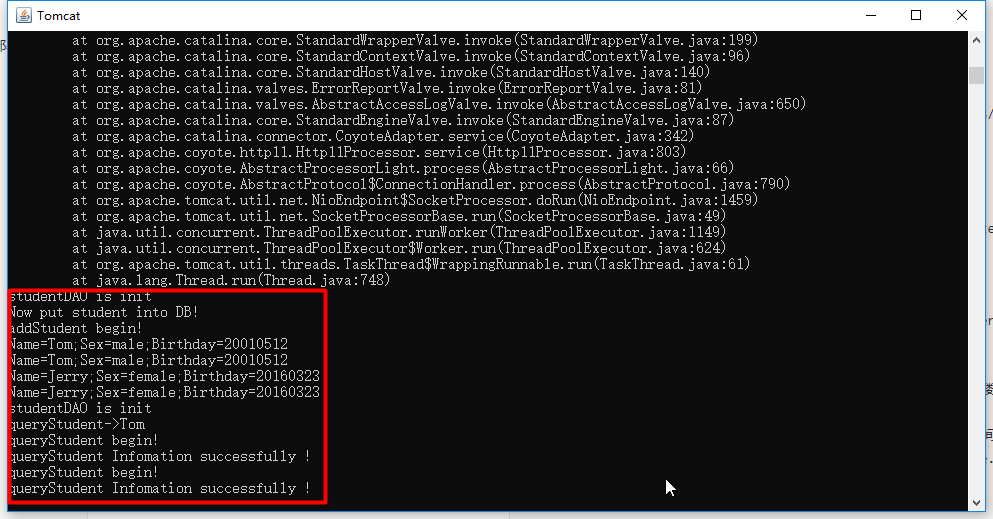 Tomcat
at org.apache.catalina.core.StandardWrapperValve.invoke(StandardWrapperValve.java:199)
at org.apache.catalina.core.StandardContextValve.invoke(StandardContextValve.java:96)
at org.apache.catalina.core.StandardHostValve.invoke(StandardHostValve.java:140)
at org.apache.catalina.valves.ErrorReportValve.invoke(ErrorReportValve.java:81)
at org.apache.catalina.valves.AbstractAccessLogValve.invoke(AbstractAccessLogValve.java:650)
at org.apache.catalina.core.StandardEngineValve.invoke(StandardEngineValve.java:87)
at org.apache.catalina.connector.CoyoteAdapter.service(CoyoteAdapter.java:342)
at org.apache.coyote.http11.Http11Processor.service(Http11Processor.java:803)
at org.apache.coyote.AbstractProcessorLight.process(AbstractProcessorLight.java:66)
at org.apache.coyote.AbstractProtocol$ConnectionHandler.process(AbstractProtocol.java:790)
at org.apache.tomcat.util.net.NioEndpoint$SocketProcessor.doRun(NioEndpoint.java:1459)
at org.apache.tomcat.util.net.SocketProcessorBase.run(SocketProcessorBase.java:49)
at java.util.concurrent.ThreadPoolExecutor.runWorker(ThreadPoolExecutor.java:1149)
at java.util.concurrent.ThreadPoolExecutor$Worker.run(ThreadPoolExecutor.java:624)
at org.apache.tomcat.util.threads.TaskThread$WrappingRunnable.run(TaskThread.java:61)
at java.lang.Thread.run(Thread.java:748)
studentDAO is init
Now put student into DB!
addStudent begin!
Name=Tom;Sex=male;Birthday=20010512
Name=Tom;Sex=male;Birthday=20010512
Name=Jerry;Sex=female;Birthday=20160323
Name=Jerry;Sex=female;Birthday=20160323
studentDAO is init
queryStudent->Tom
queryStudent begin!
queryStudent Infomation successfully !
queryStudent begin!
queryStudent Infomation successfully !